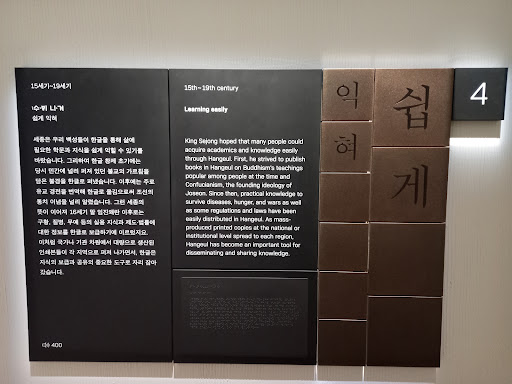 15세기–19세기
쉽게 익혀
세종은 우리 백성들이 한글을 통해 삶에
필요한 학문과 지식을 쉽게 익힐 수 있기를
바랐습니다. 그리하여 한글 창제 초기에는
당시 민간에 널리 퍼져 있던 불교의 가르침을
담은 불경을 한글로 펴냈습니다. 이후에는 주로
유교 경전을 번역해 한글을 들임으로써 조선의
통치 이념을 널리 알렸습니다. 그런 세종의
뜻이 이어져 15세기 말 성종 이후로는
구황, 질병, 무예 등의 실용 지식과 제도·법률에
대한 정보를 한글로 보급하기에 이르렀지요.
이처럼 국가나 기관 차원에서 대량으로 생산된
인쇄본들이 각 지역으로 퍼져 나가면서, 한글은
지식의 보급과 공유의 중요한 도구로 자리 잡아
갔습니다.
400
15th–19th century
Learning easily
King Sejong hoped that many people could
acquire academics and knowledge easily
through Hangeul. First, he strived to publish
books in Hangeul on Buddhism's teachings
popular among people at the time and
Confucianism, the founding ideology of
Joseon. Since then, practical knowledge to
survive diseases, hunger, and wars as well
as some regulations and laws have been
easily distributed in Hangeul. As mass-
produced printed copies at the national or
institutional level spread to each region,
Hangeul has become an important tool for
disseminating and sharing knowledge.
쉽게
익혀
4